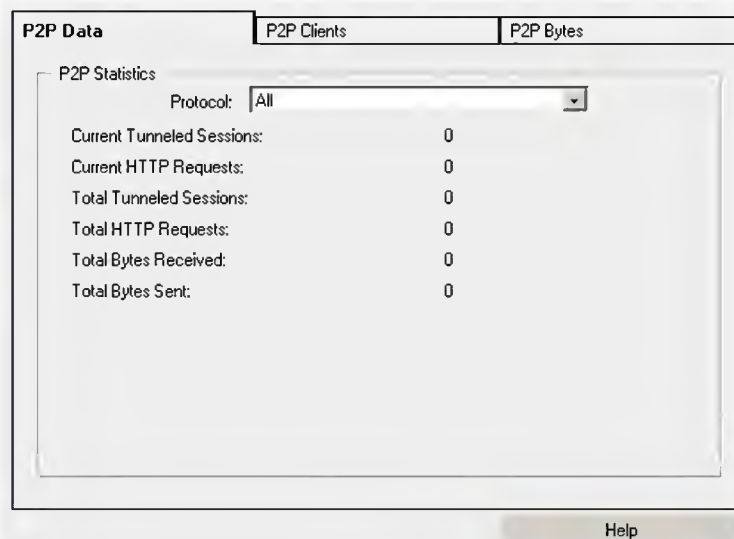 P2P Data P2P Clients P2P Bytes
P2P Statistics
Protocol: All
Current Tunneled Sessions: 0
Current HTTP Requests: 0
Total Tunneled Sessions: 0
Total HTTP Requests: 0
Total Bytes Received: 0
Total Bytes Sent: 0
Help